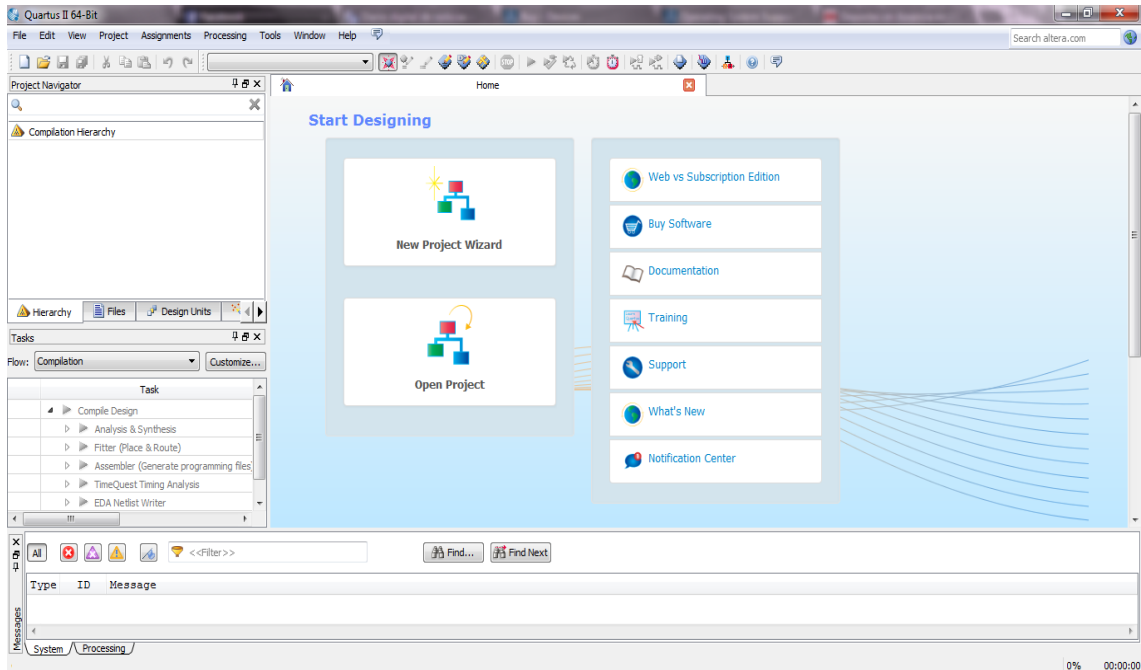 Quartus II 64-Bit
File Edit View Project Assignments Processing Tools Window Help
Search altera.com
Project Navigator
Home
Compilation Hierarchy
Start Designing
New Project Wizard
Open Project
Web vs Subscription Edition
Buy Software
Documentation
Training
Support
What's New
Notification Center
Hierarchy Files Design Units
Tasks
Flow: Compilation Customize...
Task
Compile Design
Analysis & Synthesis
Fitter (Place & Route)
Assembler (Generate programming files)
TimeQuest Timing Analysis
EDA Netlist Writer
All <<Filter>> Find... Find Next
Type ID Message
Messages
System Processing
0% 00:00:00